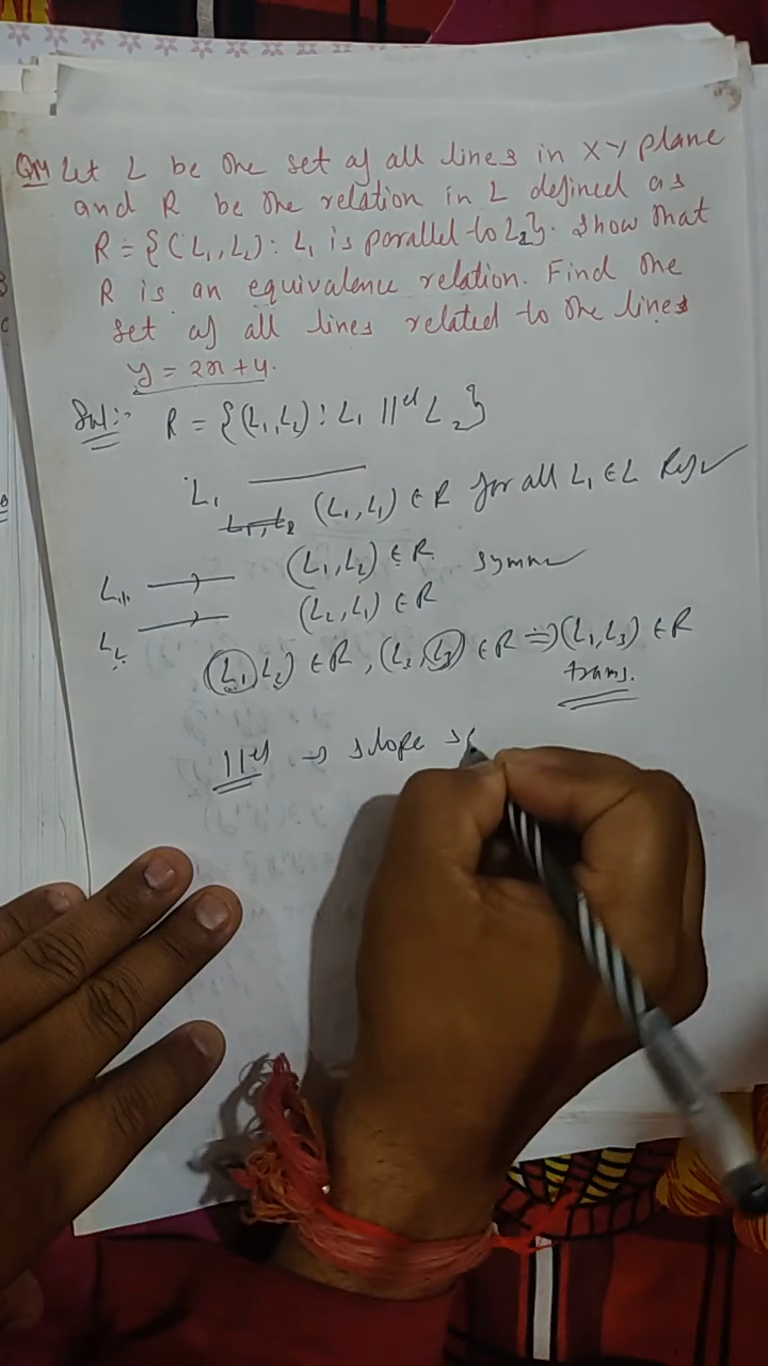 Q14 Let L be the set of all lines in XY plane
and R be the relation in L defined as
R = {(L₁, L₂) : L₁ is parallel to L₂}. Show that
R is an equivalence relation. Find the
set of all lines related to the lines
y = 2x + 4.
Sol:- R = {(L₁, L₂) : L₁ ||el L₂}
L₁ (L₁, L₁) ∈ R for all L₁ ∈ L Ref ✓
L₁, (L₁, L₂) ∈ R symm
L₂ (L₂, L₁) ∈ R
(L₁, L₂) ∈ R, (L₂, L₃) ∈ R ⇒ (L₁, L₃) ∈ R
trans.
||el → slope